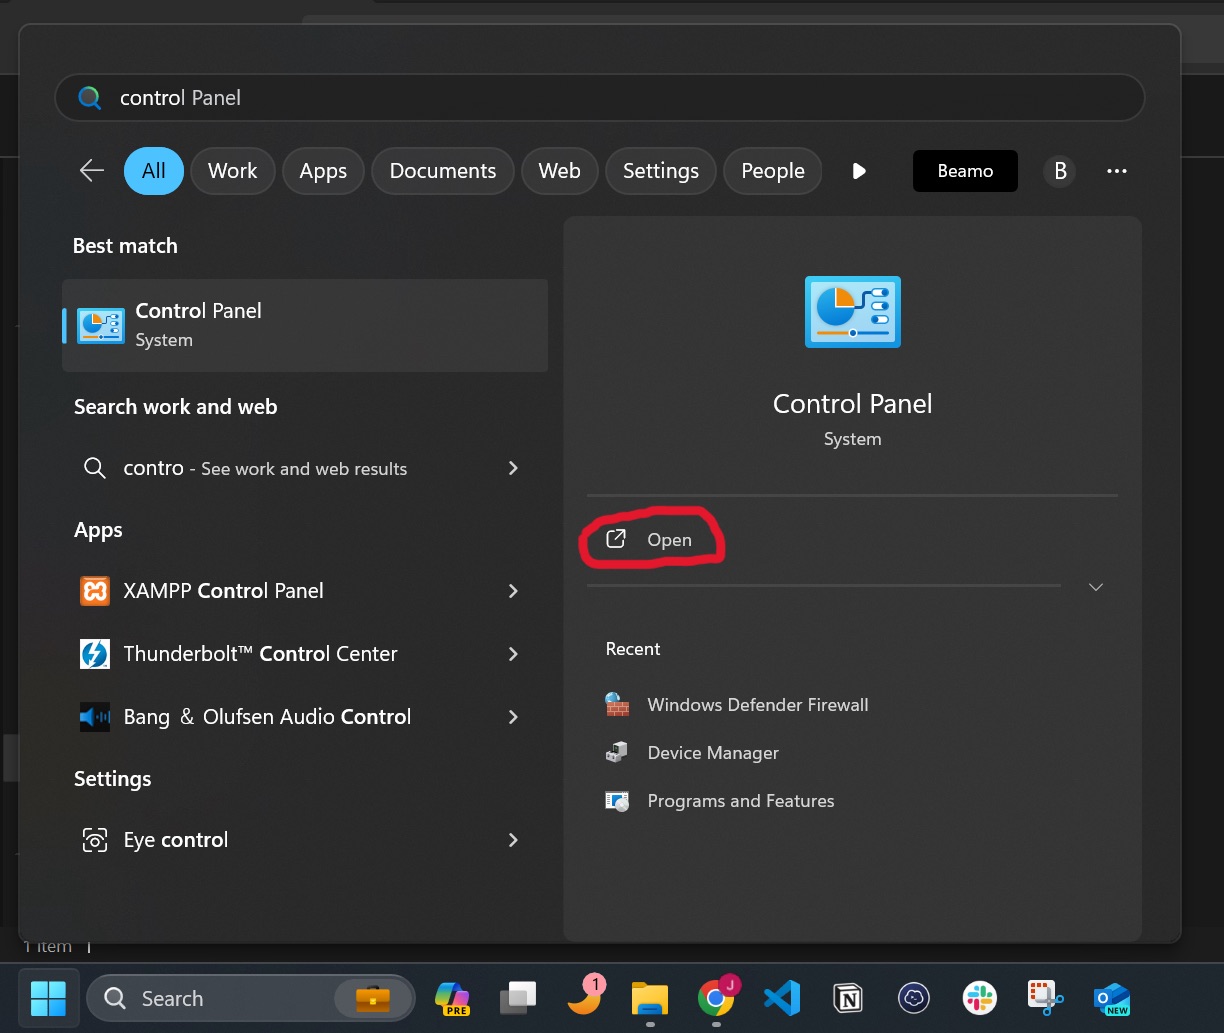 control Panel
All Work Apps Documents Web Settings People Beamo B
Best match
Control Panel
System
Search work and web
contro - See work and web results
Apps
XAMPP Control Panel
Thunderbolt™ Control Center
Bang & Olufsen Audio Control
Settings
Eye control
Control Panel
System
Open
Recent
Windows Defender Firewall
Device Manager
Programs and Features
1 item
Search
PRE
1
J
N
O
NEW